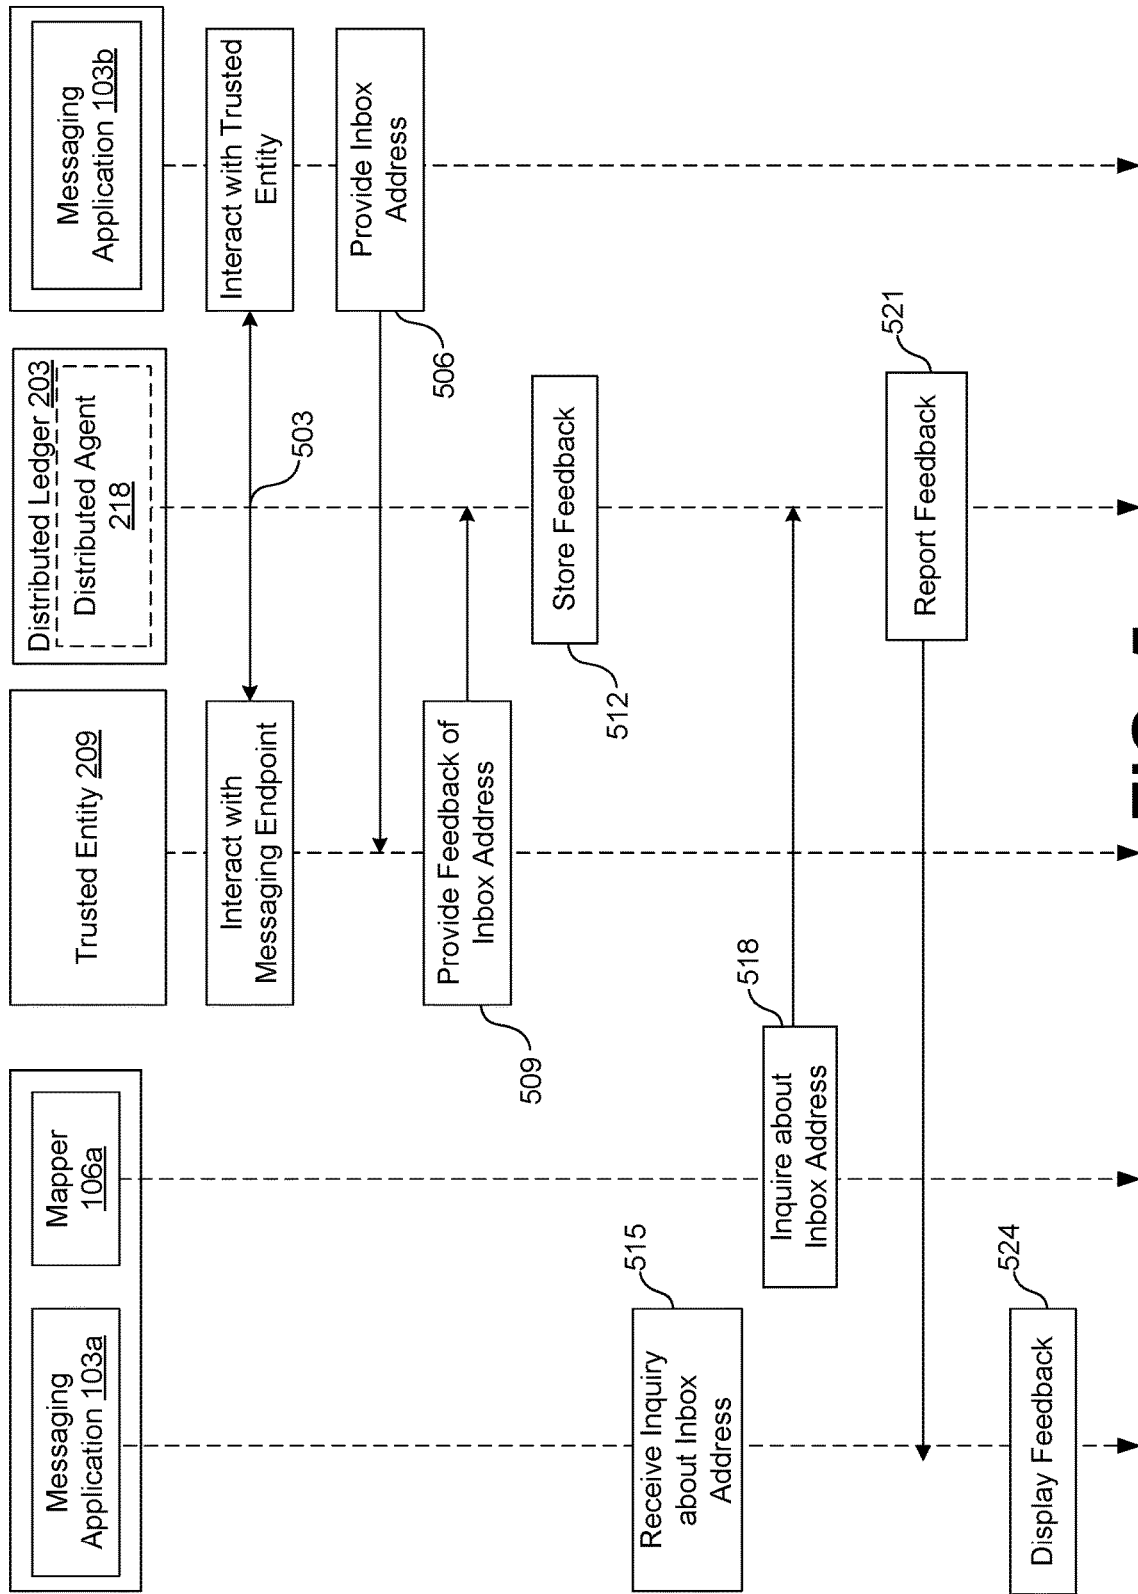 Messaging
Application 103a
Mapper
106a
Trusted Entity 209
Distributed Ledger 203
Distributed Agent
218
Messaging
Application 103b
Interact with
Messaging Endpoint
503
Interact with Trusted
Entity
Provide Inbox
Address
506
Provide Feedback of
Inbox Address
509
Store Feedback
512
Receive Inquiry
about Inbox
Address
515
Inquire about
Inbox Address
518
Report Feedback
521
Display Feedback
524